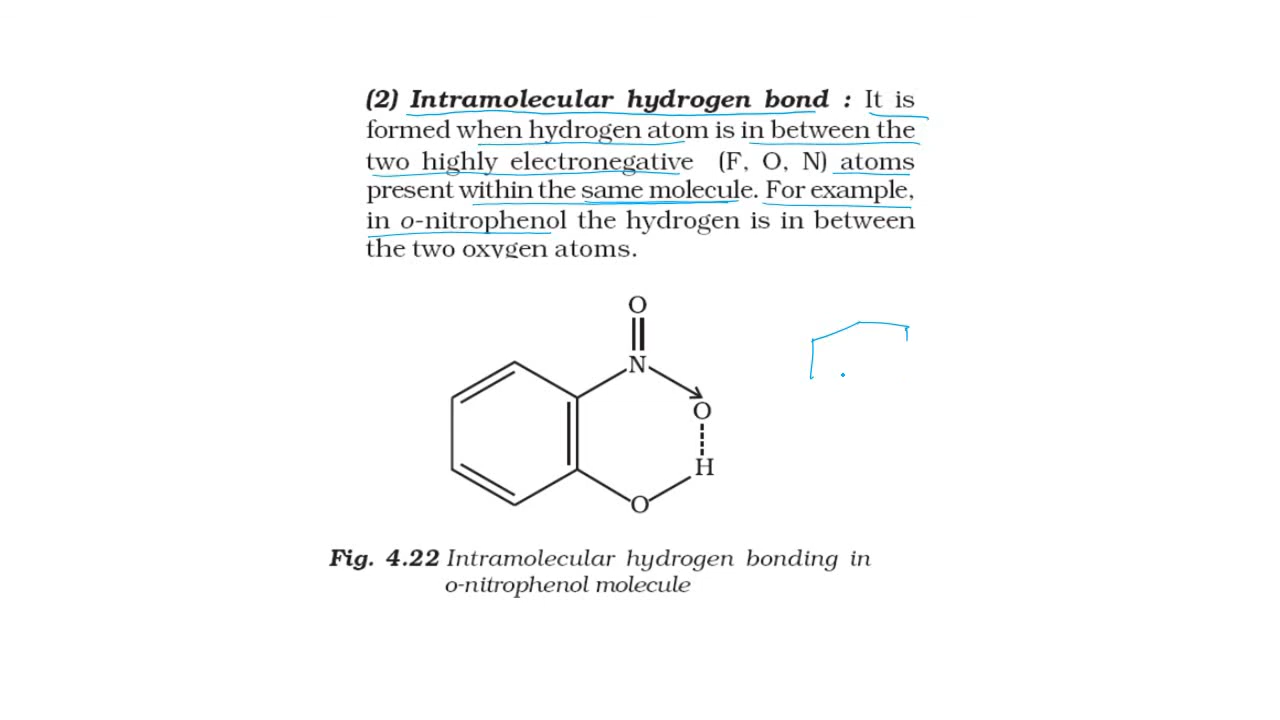 (2) Intramolecular hydrogen bond : It is
formed when hydrogen atom is in between the
two highly electronegative (F, O, N) atoms
present within the same molecule. For example,
in o-nitrophenol the hydrogen is in between
the two oxygen atoms.
O
N
O
H
O
Fig. 4.22 Intramolecular hydrogen bonding in
o-nitrophenol molecule